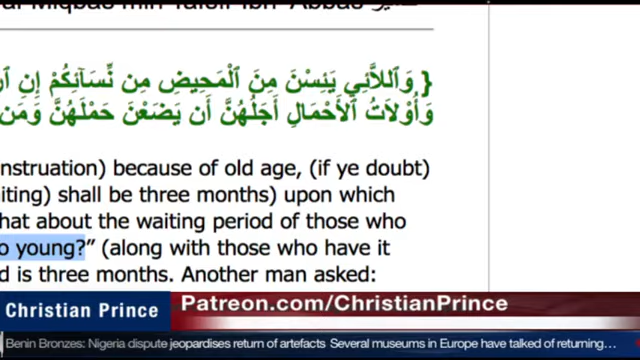 al-Miqbas min Tafsir Ibn 'Abbas
{ وَٱللاَّئِي يَئِسْنَ مِنَ ٱلْمَحِيضِ مِن نِّسَآئِكُمْ إِنِ
وَأُوْلاَتُ ٱلأَحْمَالِ أَجَلُهُنَّ أَن يَضَعْنَ حَمْلَهُنَّ وَمَن
nstruation) because of old age, (if ye doubt)
iting) shall be three months) upon which
hat about the waiting period of those who
o young?” (along with those who have it
d is three months. Another man asked:
Christian Prince
Patreon.com/ChristianPrince
Benin Bronzes: Nigeria dispute jeopardises return of artefacts Several museums in Europe have talked of returning…